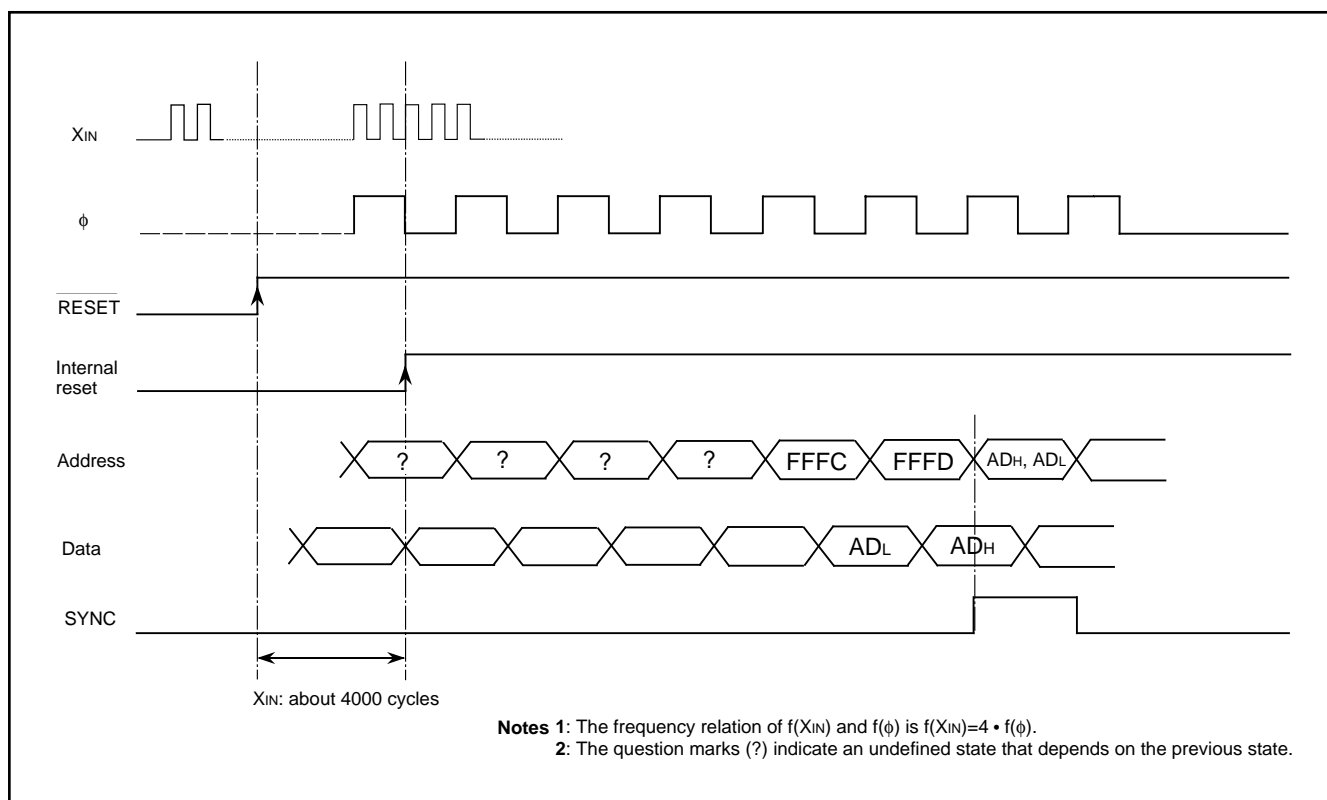 XIN
ϕ
RESET
Internal
reset
Address
? ? ? ? FFFC FFFD ADH, ADL
Data
ADL ADH
SYNC
XIN: about 4000 cycles
Notes 1: The frequency relation of f(XIN) and f(ϕ) is f(XIN)=4 • f(ϕ).
2: The question marks (?) indicate an undefined state that depends on the previous state.